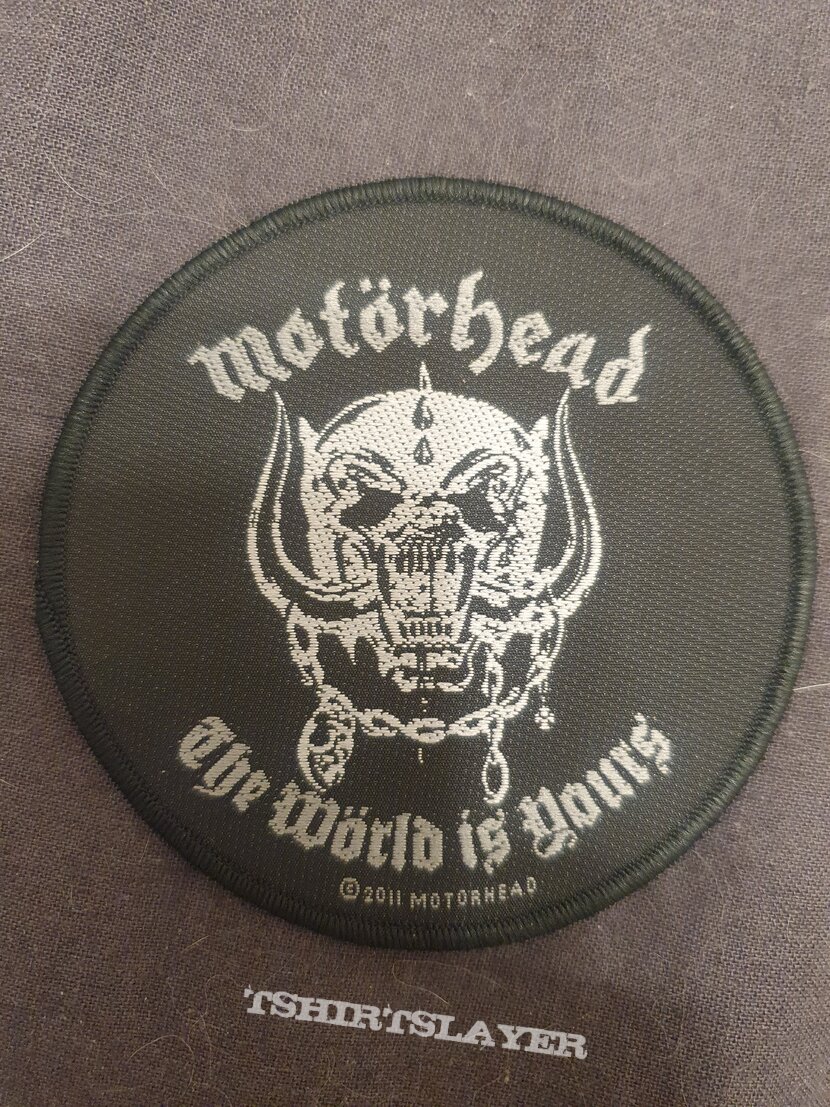 Motörhead
The Wörld is Yours
© 2011 MOTORHEAD
TSHIRTSLAYER